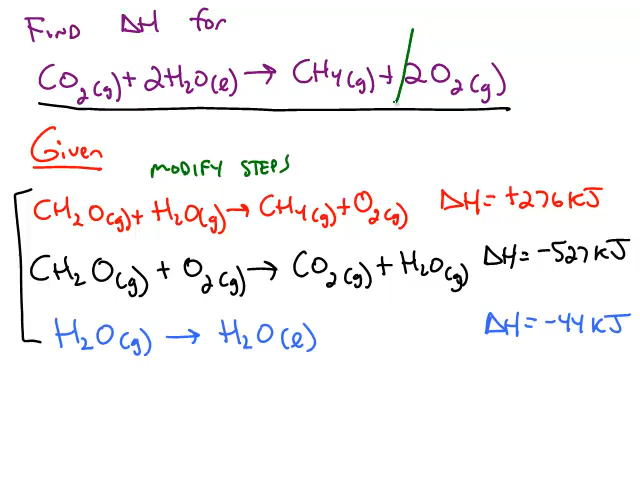 FIND ΔH for
CO₂(g) + 2H₂O(l) → CH₄(g) + 2O₂(g)
Given
MODIFY STEPS
CH₂O(g) + H₂O(g) → CH₄(g) + O₂(g) ΔH = +276 KJ
CH₂O(g) + O₂(g) → CO₂(g) + H₂O(g) ΔH = -527 KJ
H₂O(g) → H₂O(l) ΔH = -44 KJ